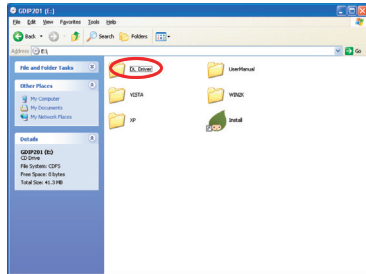 GDIP201 (E:)
File Edit View Favorites Tools Help
Back Search Folders
Address E:\ Go
File and Folder Tasks
Other Places
My Computer
My Documents
My Network Places
Details
GDIP201 (E:)
CD Drive
File System: CDFS
Free Space: 0 bytes
Total Size: 41.3 MB
DL_Driver UserManual
VISTA WIN2K
XP Install